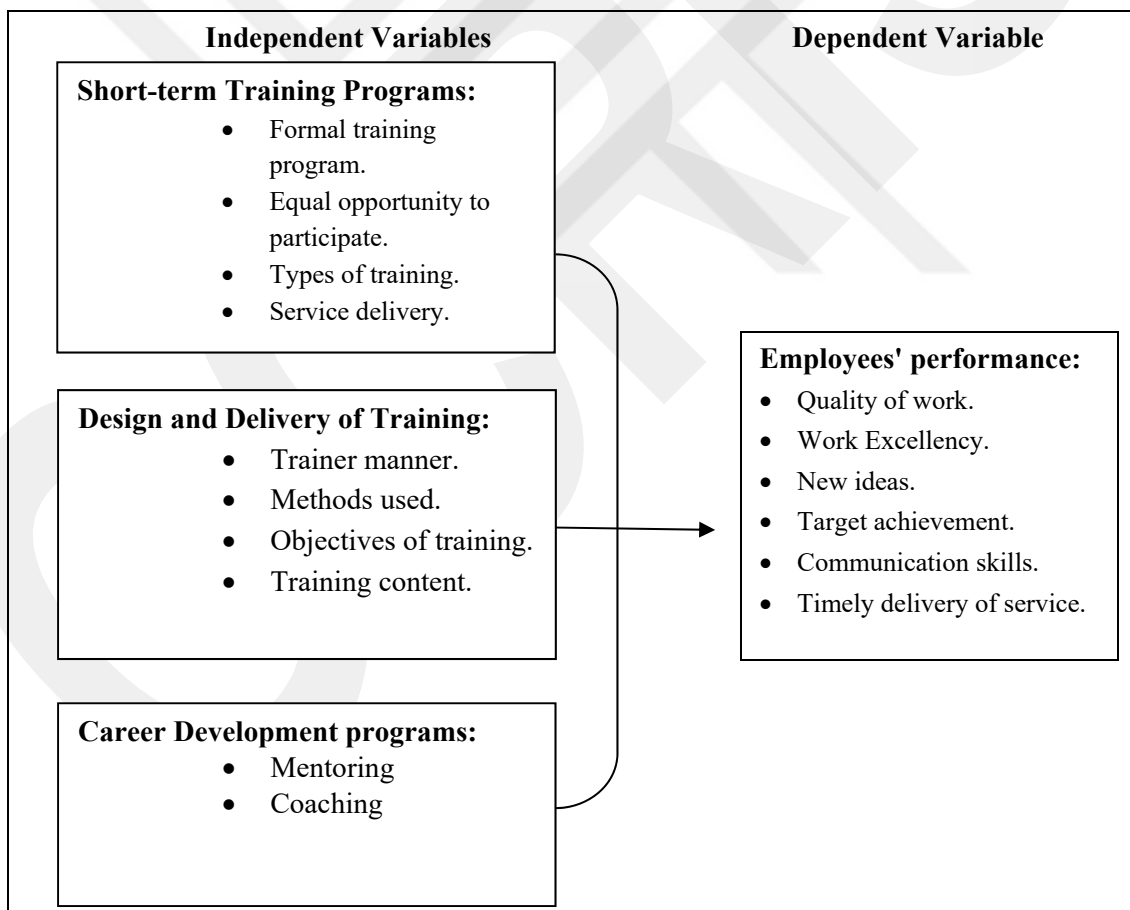 Independent Variables
Dependent Variable
Short-term Training Programs:
• Formal training
program.
• Equal opportunity to
participate.
• Types of training.
• Service delivery.
Design and Delivery of Training:
• Trainer manner.
• Methods used.
• Objectives of training.
• Training content.
Career Development programs:
• Mentoring
• Coaching
Employees' performance:
• Quality of work.
• Work Excellency.
• New ideas.
• Target achievement.
• Communication skills.
• Timely delivery of service.